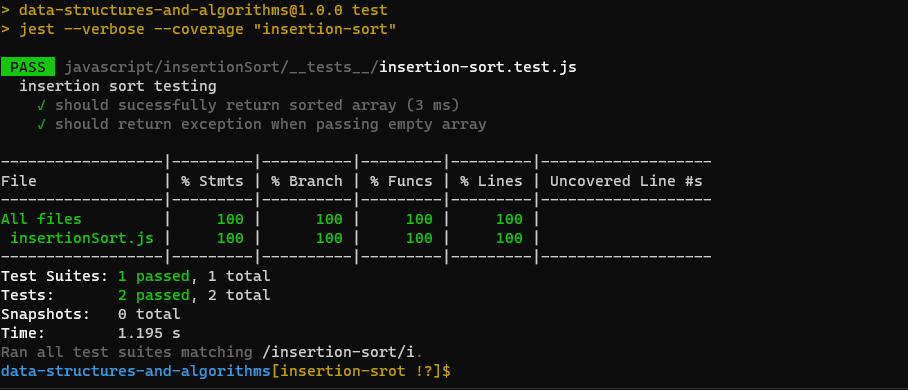 > data-structures-and-algorithms@1.0.0 test
> jest --verbose --coverage "insertion-sort"
PASS javascript/insertionSort/__tests__/insertion-sort.test.js
insertion sort testing
√ should sucessfully return sorted array (3 ms)
√ should return exception when passing empty array
------------------|---------|----------|---------|---------|-------------------
File              | % Stmts | % Branch | % Funcs | % Lines | Uncovered Line #s
------------------|---------|----------|---------|---------|-------------------
All files         |     100 |      100 |     100 |     100 |
 insertionSort.js |     100 |      100 |     100 |     100 |
------------------|---------|----------|---------|---------|-------------------
Test Suites: 1 passed, 1 total
Tests:       2 passed, 2 total
Snapshots:   0 total
Time:        1.195 s
Ran all test suites matching /insertion-sort/i.
data-structures-and-algorithms[insertion-srot !?]$